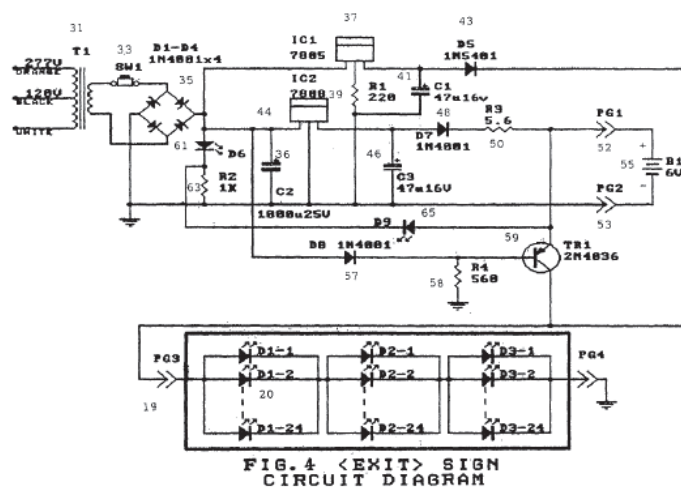 31
T1
277V
ORANGE
120V
BLACK
WHITE
33
SW1
D1-D4
1N4001x4
35
37
IC1
7805
IC2
7808
39
44
R1
220
41
C1
47u16v
43
D5
1N5401
48
D7
1N4001
R3
5.6
50
PG1
52
55
B1
6V
+
-
PG2
53
61
D6
63
R2
1K
36
C2
1000u25V
46
C3
47u16V
65
D9
D8 1N4001
57
58
R4
560
59
TR1
2N4036
PG3
19
D1-1
D1-2
20
D1-24
D2-1
D2-2
D2-24
D3-1
D3-2
D3-24
PG4
FIG.4 <EXIT> SIGN
CIRCUIT DIAGRAM